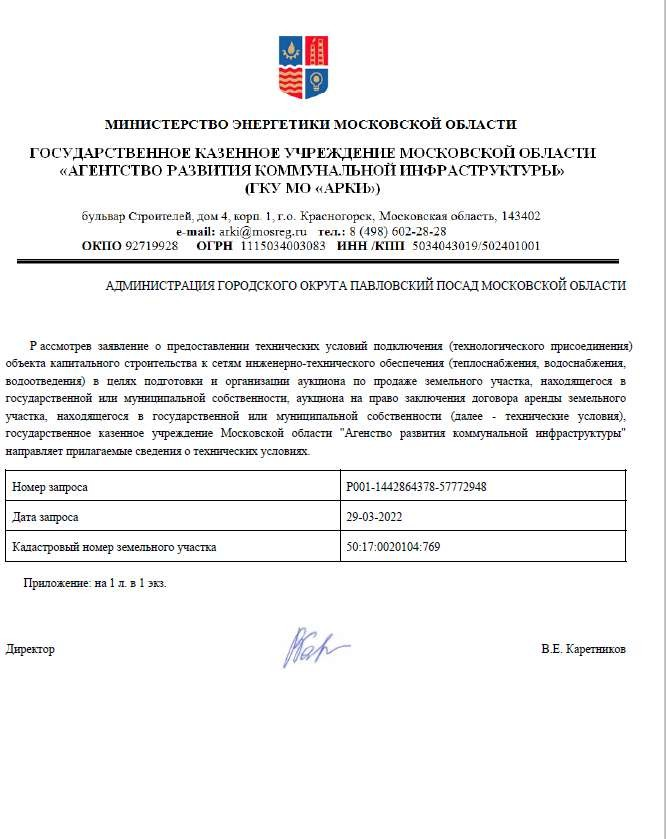 МИНИСТЕРСТВО ЭНЕРГЕТИКИ МОСКОВСКОЙ ОБЛАСТИ
ГОСУДАРСТВЕННОЕ КАЗЕННОЕ УЧРЕЖДЕНИЕ МОСКОВСКОЙ ОБЛАСТИ
«АГЕНТСТВО РАЗВИТИЯ КОММУНАЛЬНОЙ ИНФРАСТРУКТУРЫ»
(ГКУ МО «АРКИ»)
бульвар Строителей, дом 4, корп. 1, г.о. Красногорск, Московская область, 143402
e-mail: arki@mosreg.ru тел.: 8 (498) 602-28-28
ОКПО 92719928 ОГРН 1115034003083 ИНН /КПП 5034043019/502401001
АДМИНИСТРАЦИЯ ГОРОДСКОГО ОКРУГА ПАВЛОВСКИЙ ПОСАД МОСКОВСКОЙ ОБЛАСТИ
Рассмотрев заявление о предоставлении технических условий подключения (технологического присоединения)
объекта капитального строительства к сетям инженерно-технического обеспечения (теплоснабжения, водоснабжения,
водоотведения) в целях подготовки и организации аукциона по продаже земельного участка, находящегося в
государственной или муниципальной собственности, аукциона на право заключения договора аренды земельного
участка, находящегося в государственной или муниципальной собственности (далее - технические условия),
государственное казенное учреждение Московской области "Агенство развития коммунальной инфраструктуры"
направляет прилагаемые сведения о технических условиях.
Номер запроса P001-1442864378-57772948
Дата запроса 29-03-2022
Кадастровый номер земельного участка 50:17:0020104:769
Приложение: на 1 л. в 1 экз.
Директор В.Е. Каретников